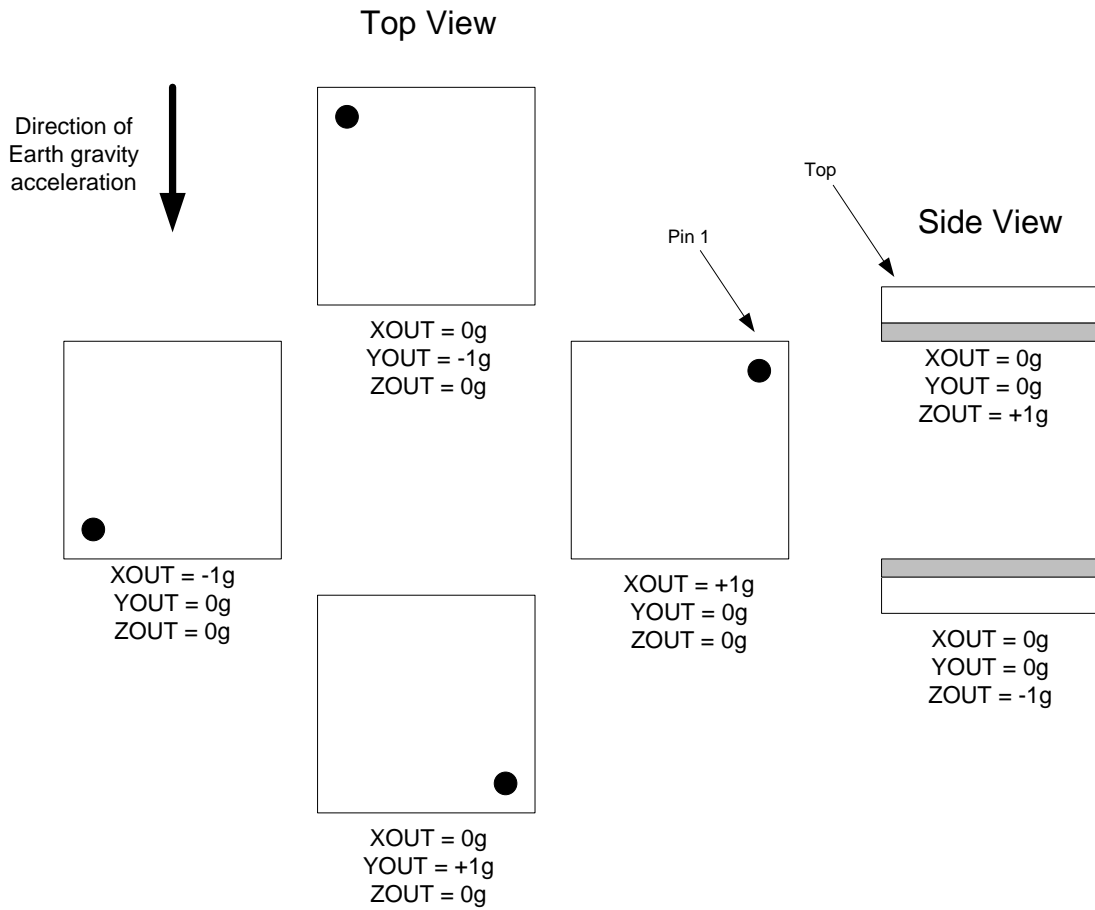 Top View
Direction of
Earth gravity
acceleration
Top
Side View
Pin 1
XOUT = 0g
YOUT = -1g
ZOUT = 0g
XOUT = 0g
YOUT = 0g
ZOUT = +1g
XOUT = -1g
YOUT = 0g
ZOUT = 0g
XOUT = +1g
YOUT = 0g
ZOUT = 0g
XOUT = 0g
YOUT = 0g
ZOUT = -1g
XOUT = 0g
YOUT = +1g
ZOUT = 0g